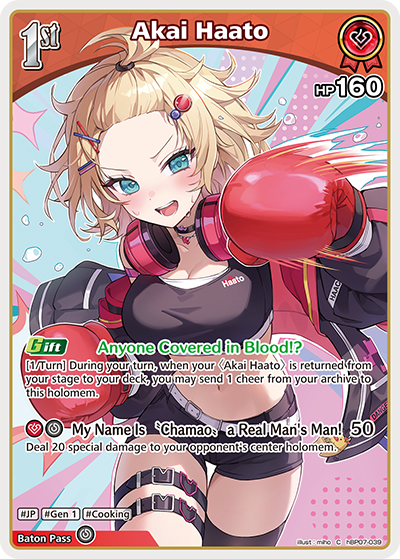 1st
Akai Haato
HP 160
Haato
HAAC
Gift Anyone Covered in Blood!?
[1/Turn] During your turn, when your 〈Akai Haato〉 is returned from
your stage to your deck, you may send 1 cheer from your archive to
this holomem.
My Name Is 〝Chamao〟 a Real Man's Man! 50
Deal 20 special damage to your opponent's center holomem.
#JP #Gen 1 #Cooking
Baton Pass
illust : miho C hBP07-039